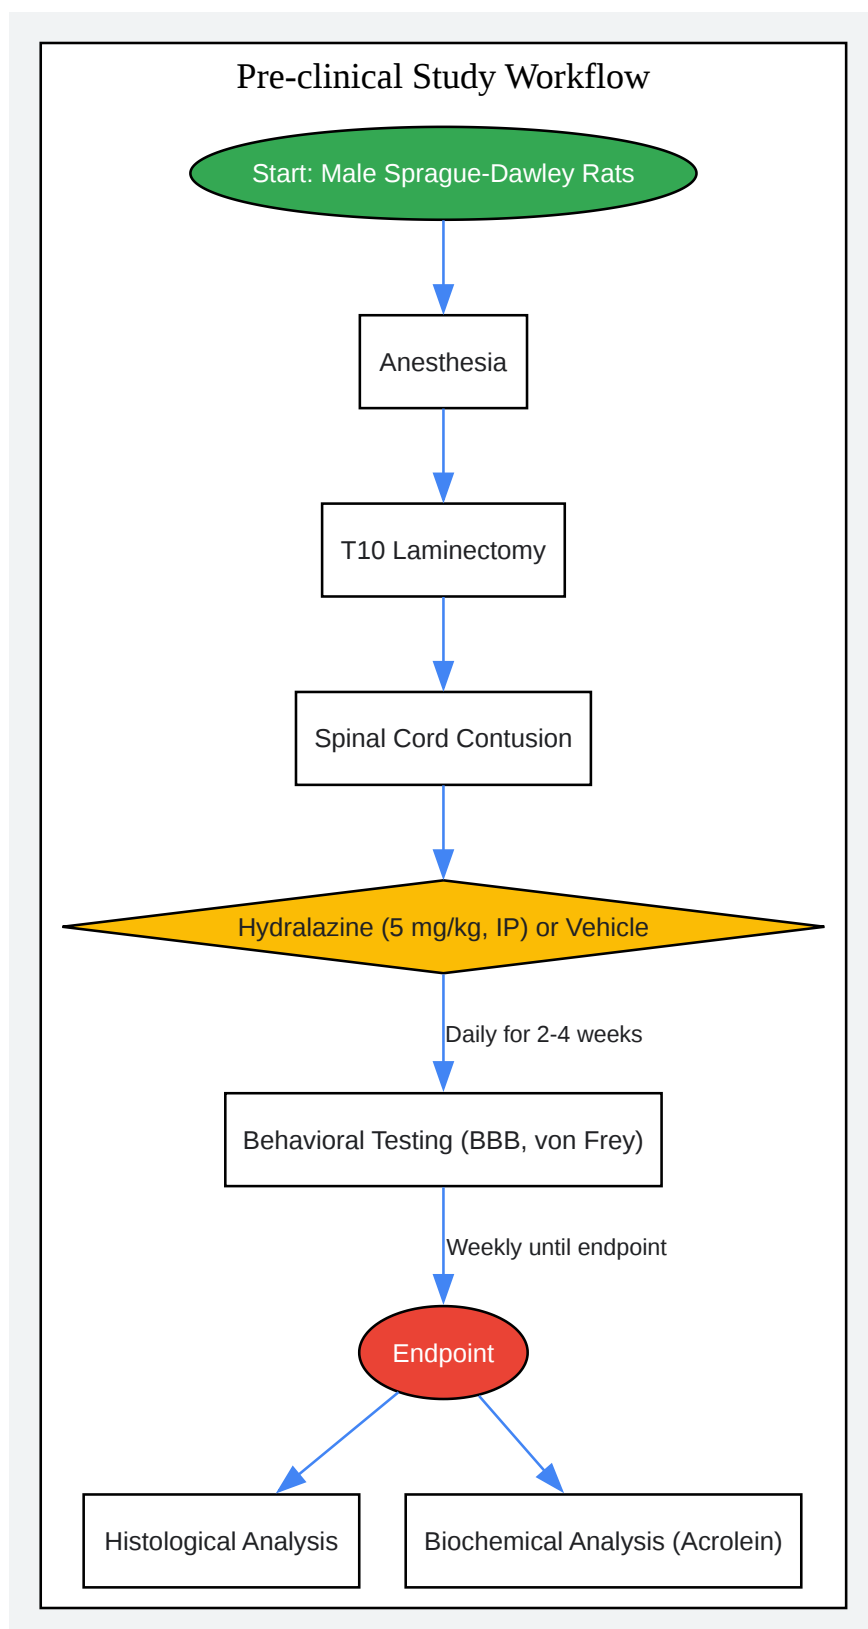 Pre-clinical Study Workflow
Start: Male Sprague-Dawley Rats
Anesthesia
T10 Laminectomy
Spinal Cord Contusion
Hydralazine (5 mg/kg, IP) or Vehicle
Daily for 2-4 weeks
Behavioral Testing (BBB, von Frey)
Weekly until endpoint
Endpoint
Histological Analysis
Biochemical Analysis (Acrolein)